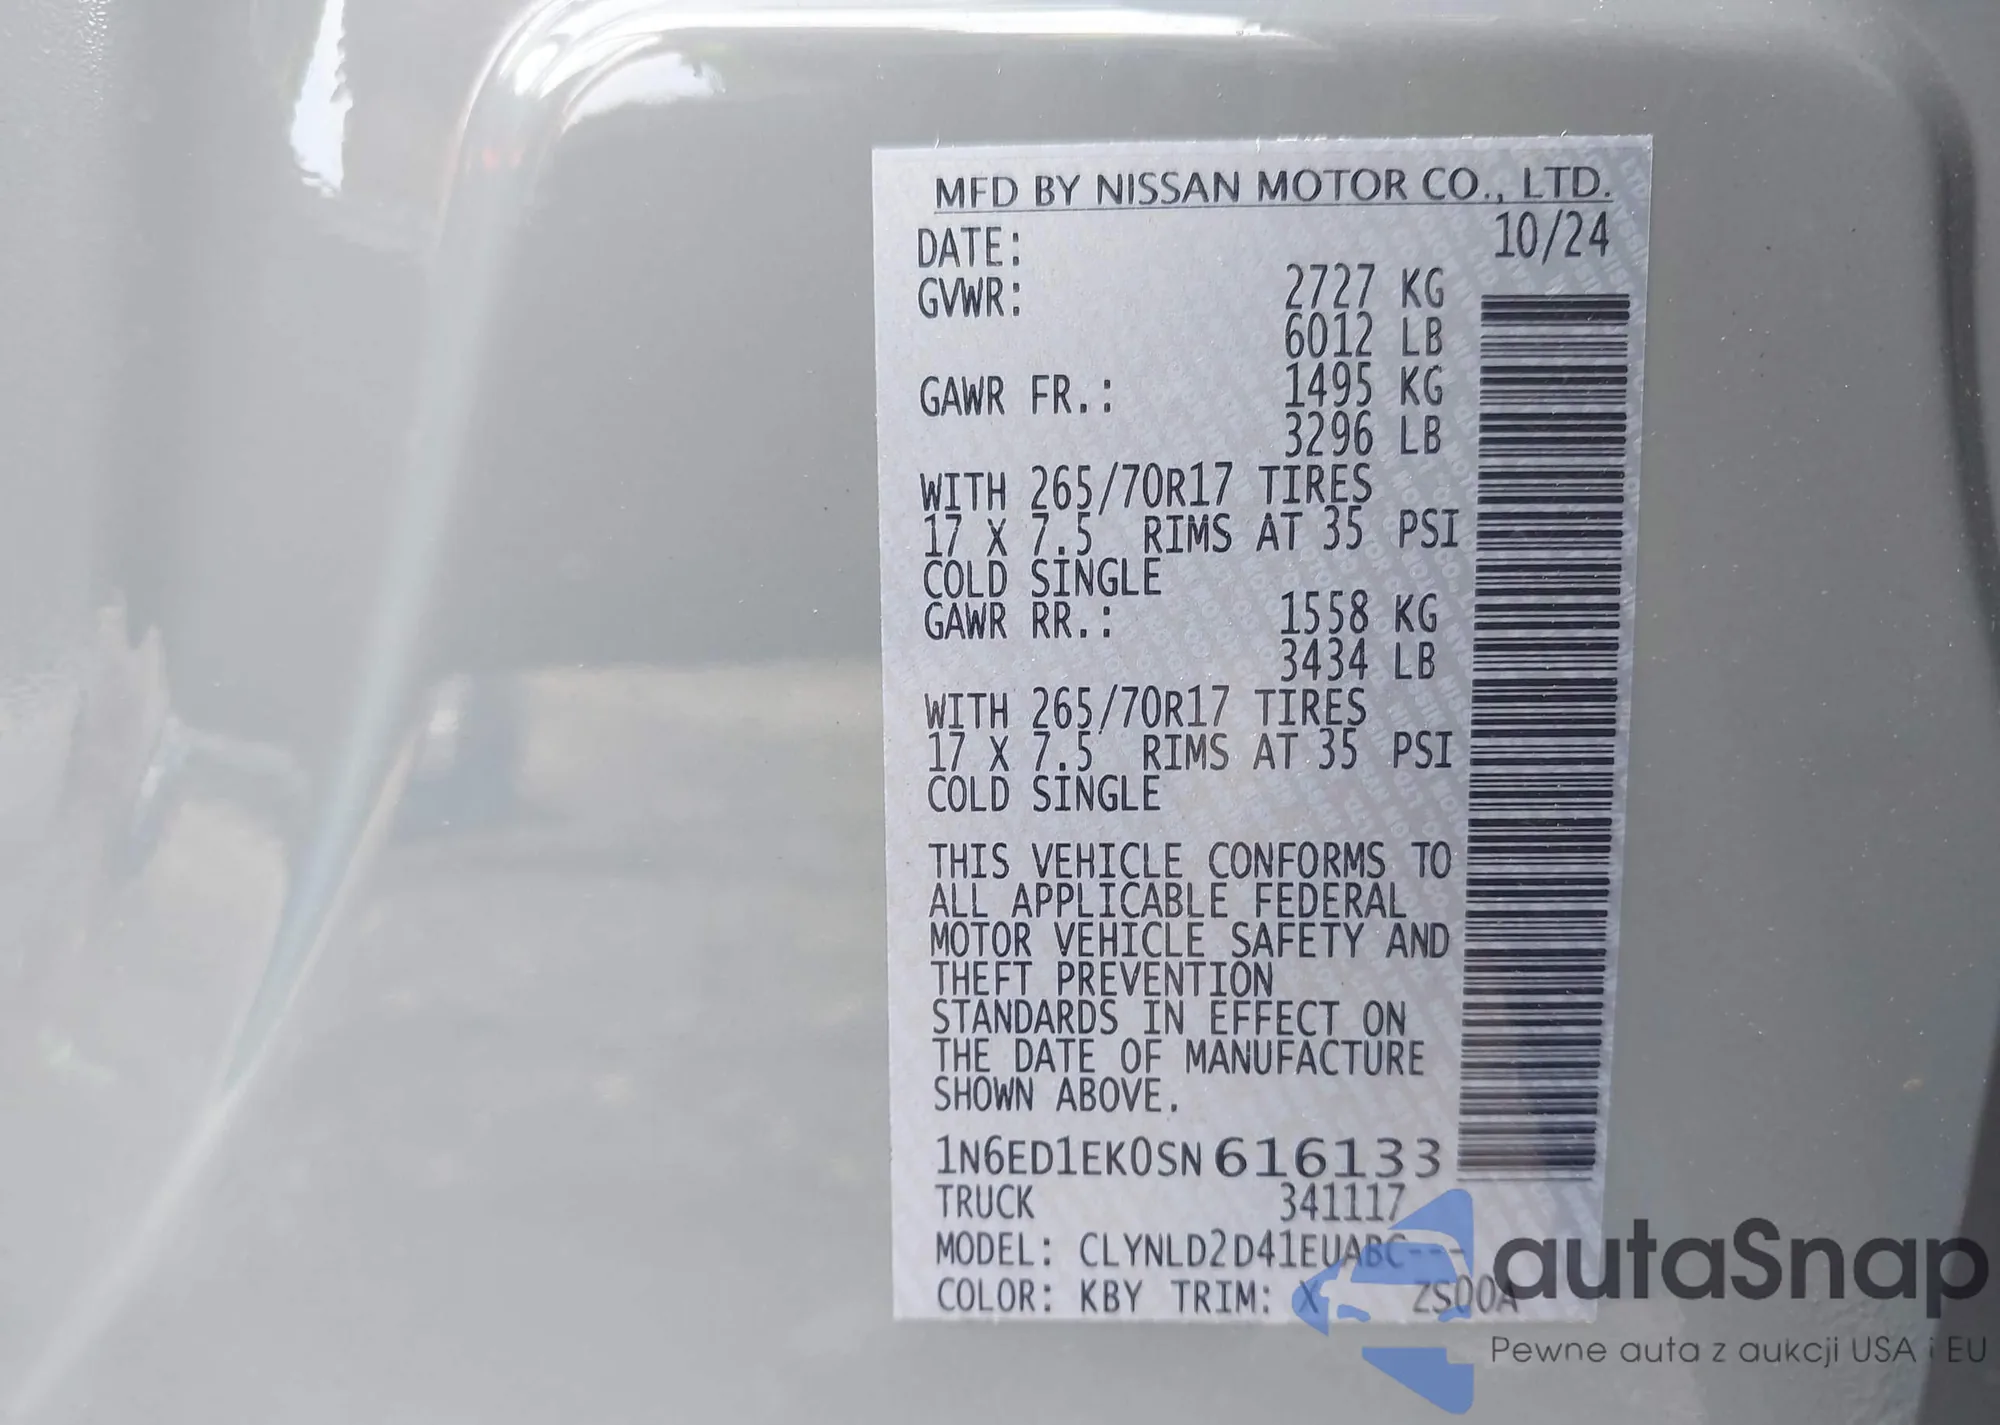 MFD BY NISSAN MOTOR CO., LTD.
DATE: 10/24
GVWR: 2727 KG
6012 LB
GAWR FR.: 1495 KG
3296 LB
WITH 265/70R17 TIRES
17 X 7.5 RIMS AT 35 PSI
COLD SINGLE
GAWR RR.: 1558 KG
3434 LB
WITH 265/70R17 TIRES
17 X 7.5 RIMS AT 35 PSI
COLD SINGLE
THIS VEHICLE CONFORMS TO
ALL APPLICABLE FEDERAL
MOTOR VEHICLE SAFETY AND
THEFT PREVENTION
STANDARDS IN EFFECT ON
THE DATE OF MANUFACTURE
SHOWN ABOVE.
1N6ED1EK0SN616133
TRUCK 341117
MODEL: CLYNLD2D41EUABC---
COLOR: KBY TRIM: X ZS00A
autoSnap
Pewne auta z aukcji USA i EU